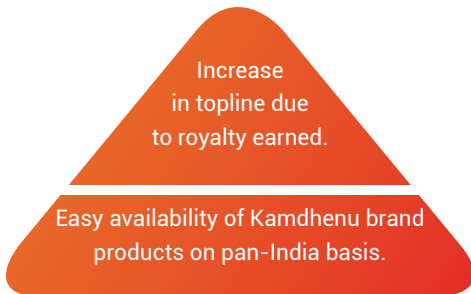 Increase
in topline due
to royalty earned.
Easy availability of Kamdhenu brand
products on pan-India basis.